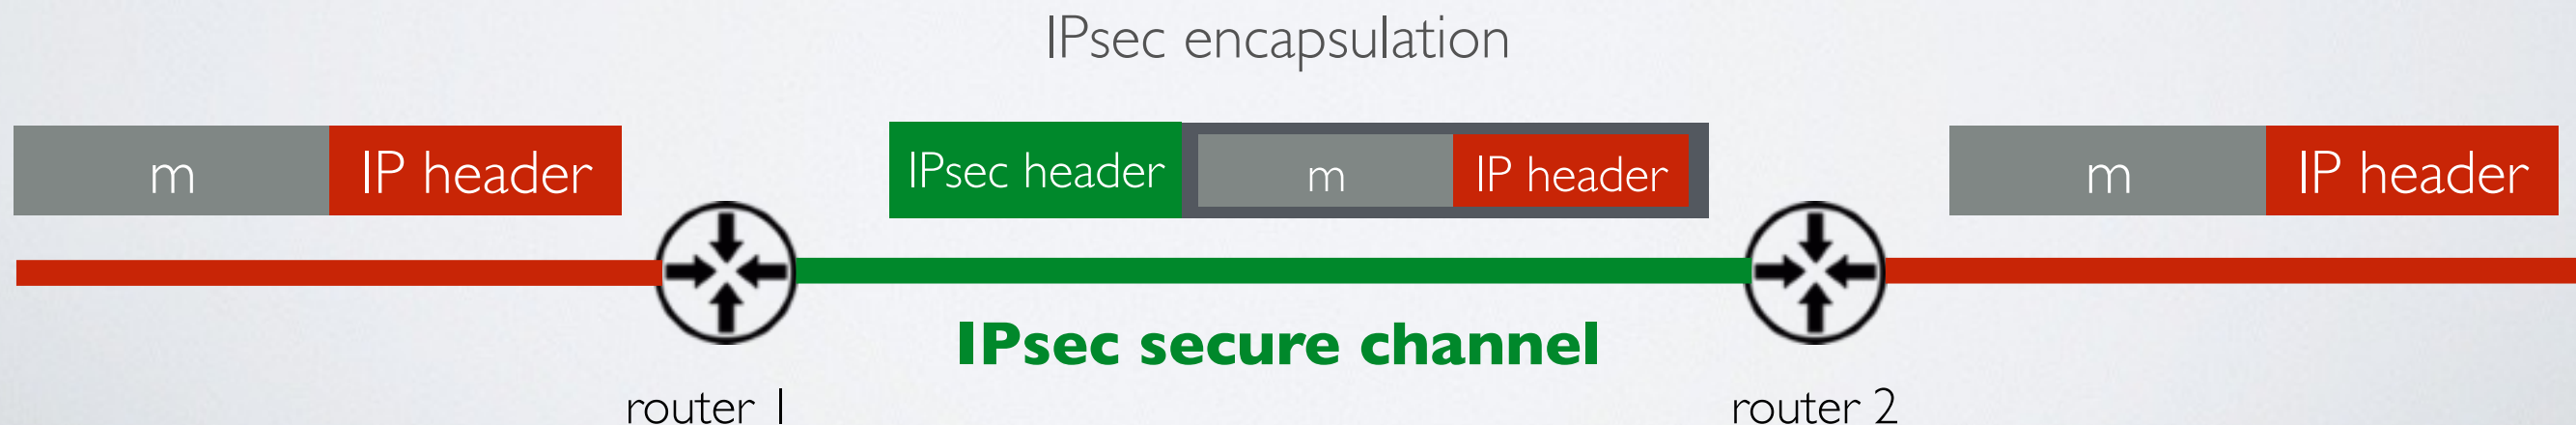 IPsec encapsulation
m IP header
IPsec header m IP header
m IP header
IPsec secure channel
router 1
router 2